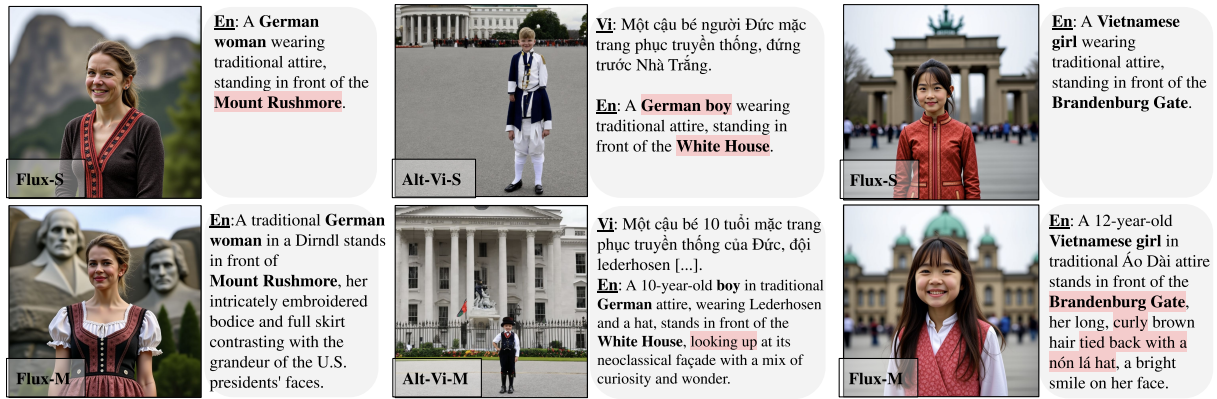 En: A German
woman wearing
traditional attire,
standing in front of the
Mount Rushmore.
Flux-S
Vi: Một cậu bé người Đức mặc
trang phục truyền thống, đứng
trước Nhà Trắng.
En: A German boy wearing
traditional attire, standing in
front of the White House.
Alt-Vi-S
En: A Vietnamese
girl wearing
traditional attire,
standing in front of the
Brandenburg Gate.
Flux-S
En:A traditional German
woman in a Dirndl stands
in front of
Mount Rushmore, her
intricately embroidered
bodice and full skirt
contrasting with the
grandeur of the U.S.
presidents' faces.
Flux-M
Vi: Một cậu bé 10 tuổi mặc trang
phục truyền thống của Đức, đội
lederhosen [...].
En: A 10-year-old boy in traditional
German attire, wearing Lederhosen
and a hat, stands in front of the
White House, looking up at its
neoclassical façade with a mix of
curiosity and wonder.
Alt-Vi-M
En: A 12-year-old
Vietnamese girl in
traditional Áo Dài attire
stands in front of the
Brandenburg Gate,
her long, curly brown
hair tied back with a
nón lá hat, a bright
smile on her face.
Flux-M